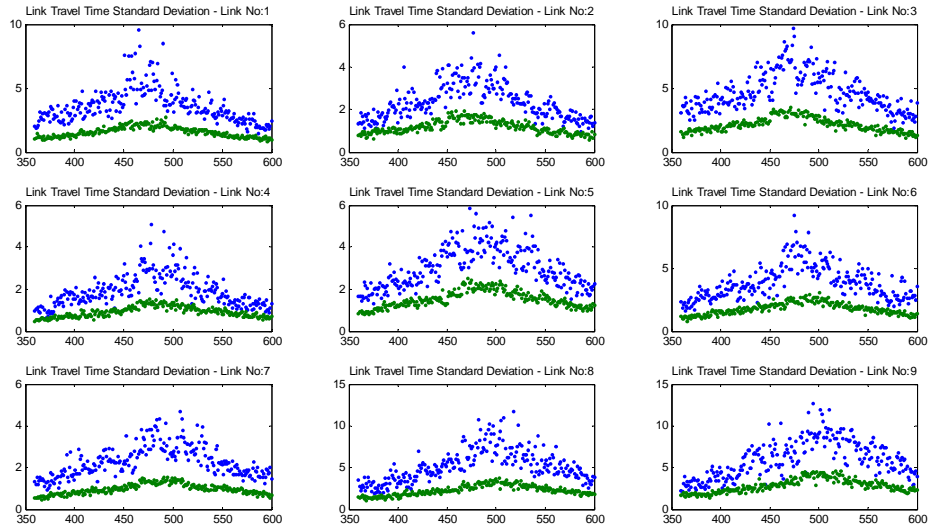 Link Travel Time Standard Deviation - Link No:1
Link Travel Time Standard Deviation - Link No:2
Link Travel Time Standard Deviation - Link No:3
10
5
0
350 400 450 500 550 600
6
4
2
0
350 400 450 500 550 600
10
5
0
350 400 450 500 550 600
Link Travel Time Standard Deviation - Link No:4
Link Travel Time Standard Deviation - Link No:5
Link Travel Time Standard Deviation - Link No:6
6
4
2
0
350 400 450 500 550 600
6
4
2
0
350 400 450 500 550 600
10
5
0
350 400 450 500 550 600
Link Travel Time Standard Deviation - Link No:7
Link Travel Time Standard Deviation - Link No:8
Link Travel Time Standard Deviation - Link No:9
6
4
2
0
350 400 450 500 550 600
15
10
5
0
350 400 450 500 550 600
15
10
5
0
350 400 450 500 550 600